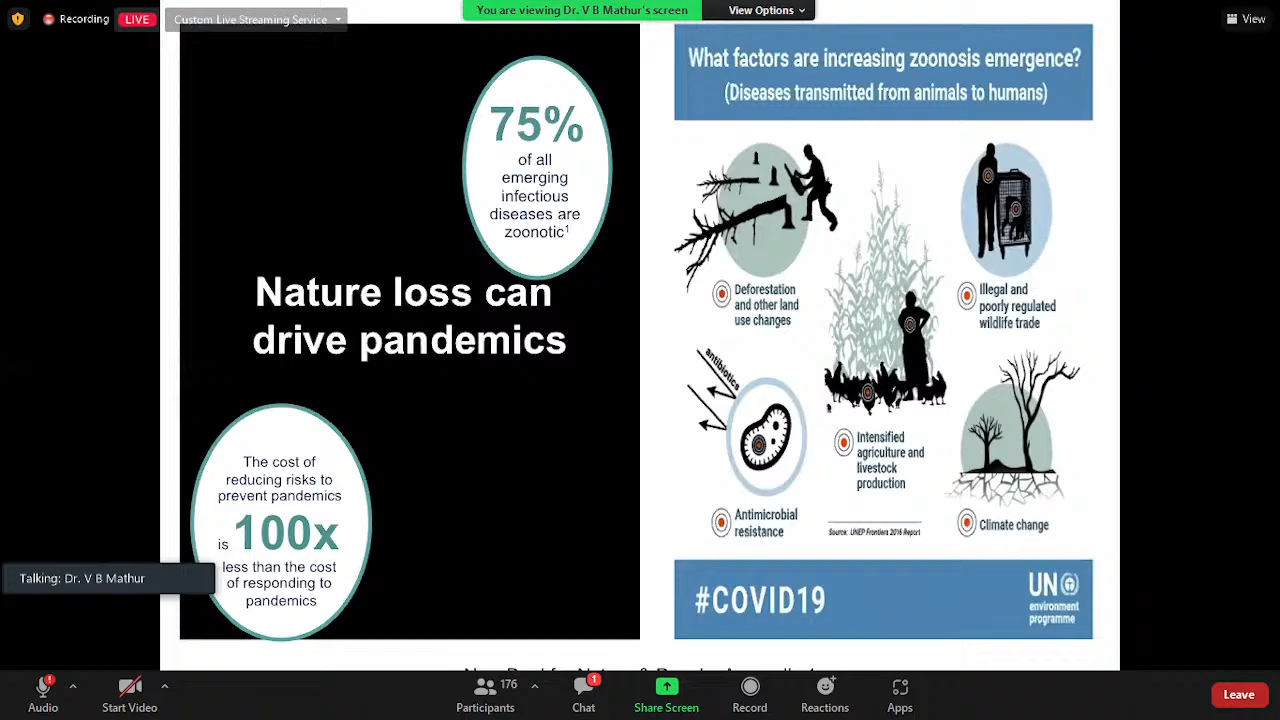 Recording
LIVE
Custom Live Streaming Service
You are viewing Dr. V B Mathur's screen
View Options
View
75%
of all
emerging
infectious
diseases are
zoonotic¹
Nature loss can
drive pandemics
The cost of
reducing risks to
prevent pandemics
is 100x
less than the cost
of responding to
pandemics
What factors are increasing zoonosis emergence?
(Diseases transmitted from animals to humans)
Deforestation
and other land
use changes
Illegal and
poorly regulated
wildlife trade
antibiotics
Intensified
agriculture and
livestock
production
Antimicrobial
resistance
Source: UNEP Frontiers 2016 Report
Climate change
#COVID19
UN
environment
programme
Talking: Dr. V B Mathur
Audio
Start Video
176
Participants
1
Chat
Share Screen
Record
Reactions
Apps
Leave